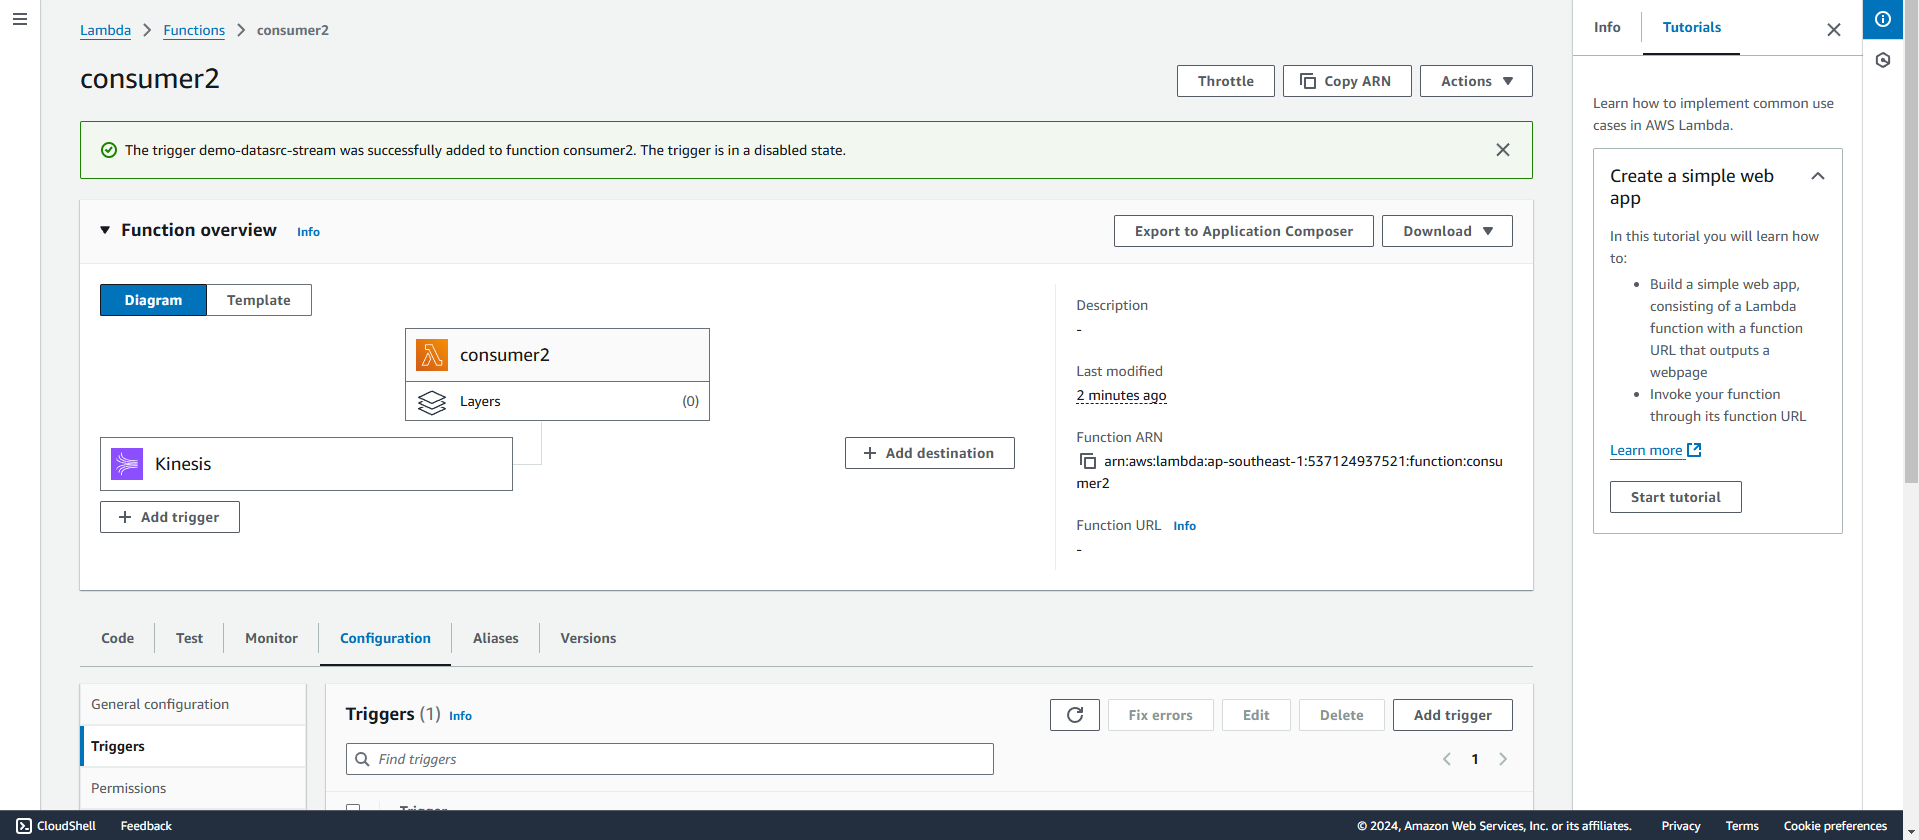 Lambda > Functions > consumer2
consumer2
Throttle
Copy ARN
Actions
The trigger demo-datasrc-stream was successfully added to function consumer2. The trigger is in a disabled state.
Function overview Info
Export to Application Composer
Download
Diagram
Template
consumer2
Layers (0)
Kinesis
+ Add trigger
+ Add destination
Description
-
Last modified
2 minutes ago
Function ARN
arn:aws:lambda:ap-southeast-1:537124937521:function:consu
mer2
Function URL Info
-
Code
Test
Monitor
Configuration
Aliases
Versions
General configuration
Triggers
Permissions
Triggers (1) Info
Fix errors
Edit
Delete
Add trigger
Find triggers
1
Trigger
Info
Tutorials
Learn how to implement common use
cases in AWS Lambda.
Create a simple web
app
In this tutorial you will learn how
to:
• Build a simple web app,
consisting of a Lambda
function with a function
URL that outputs a
webpage
• Invoke your function
through its function URL
Learn more
Start tutorial
CloudShell
Feedback
© 2024, Amazon Web Services, Inc. or its affiliates.
Privacy
Terms
Cookie preferences